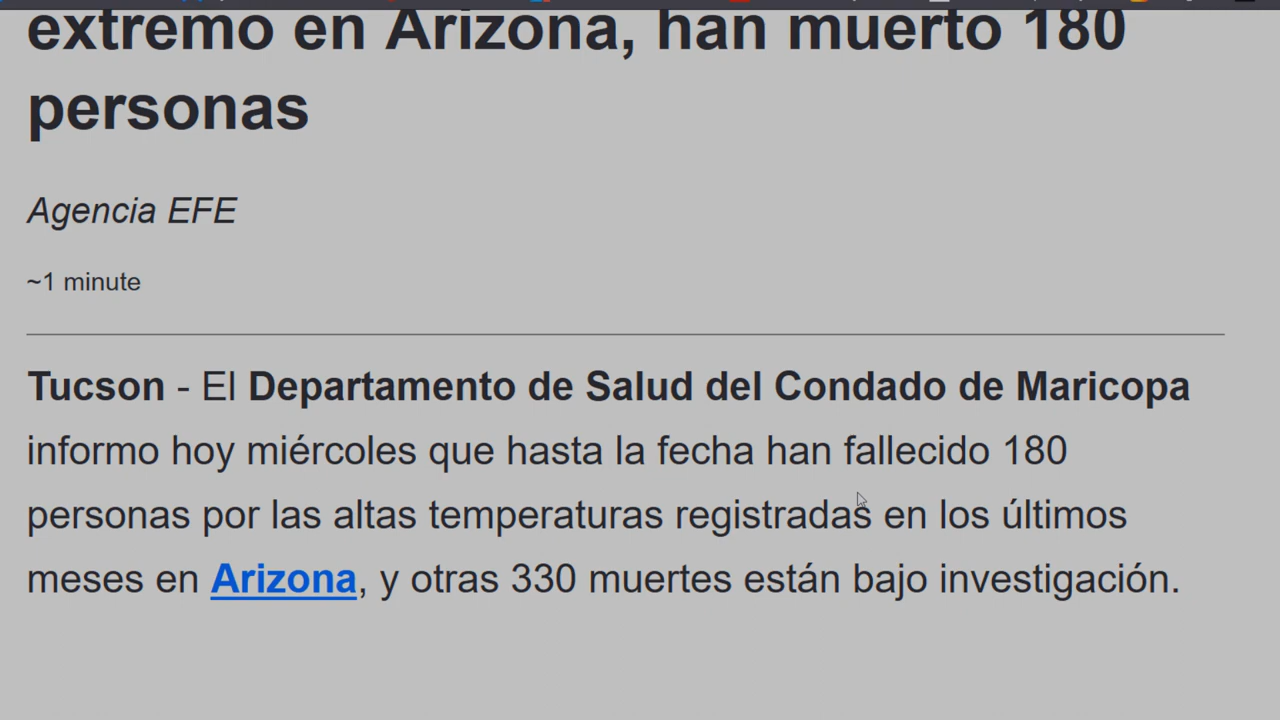 extremo en Arizona, han muerto 180
personas
Agencia EFE
~1 minute
Tucson - El Departamento de Salud del Condado de Maricopa
informo hoy miércoles que hasta la fecha han fallecido 180
personas por las altas temperaturas registradas en los últimos
meses en Arizona, y otras 330 muertes están bajo investigación.